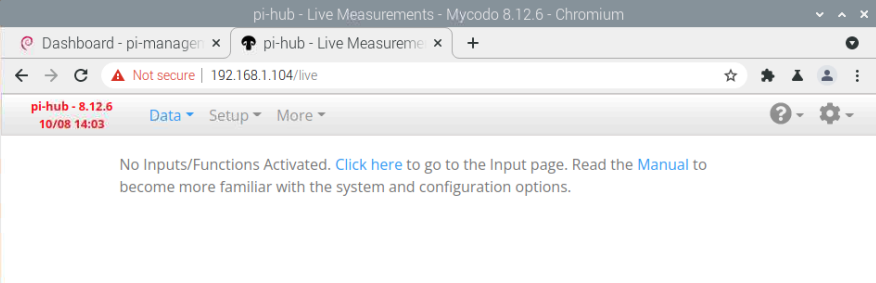 pi-hub - Live Measurements - Mycodo 8.12.6 - Chromium
Dashboard - pi-manager
pi-hub - Live Measureme
Not secure | 192.168.1.104/live
pi-hub - 8.12.6
10/08 14:03
Data Setup More
No Inputs/Functions Activated. Click here to go to the Input page. Read the Manual to
become more familiar with the system and configuration options.